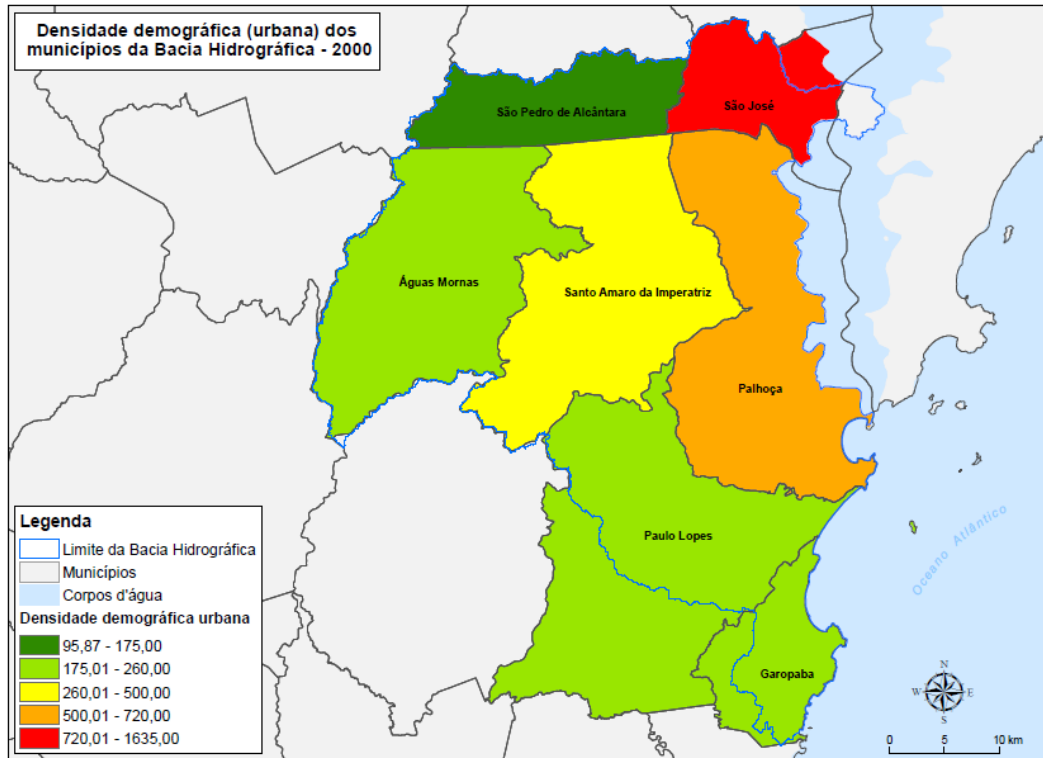 Densidade demográfica (urbana) dos
municípios da Bacia Hidrográfica - 2000
São Pedro de Alcântara
São José
Águas Mornas
Santo Amaro da Imperatriz
Palhoça
Paulo Lopes
Garopaba
Oceano Atlântico
Legenda
Limite da Bacia Hidrográfica
Municípios
Corpos d'água
Densidade demográfica urbana
95,87 - 175,00
175,01 - 260,00
260,01 - 500,00
500,01 - 720,00
720,01 - 1635,00
N
W
E
S
0 5 10 km